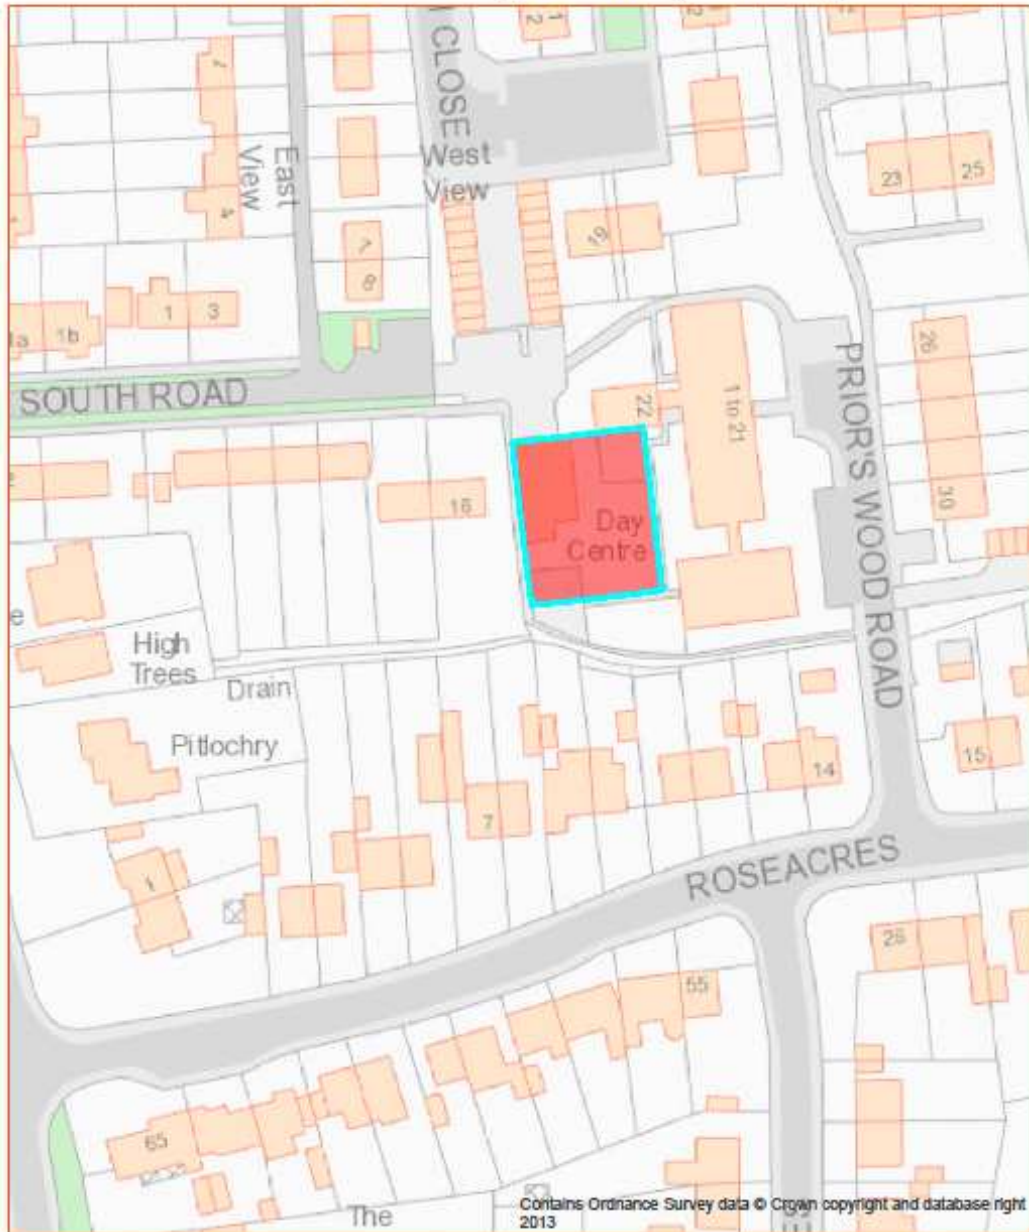 CLOSE
West
View
East
View
7
4
7
8
19
23
25
1a
1b
1
3
SOUTH ROAD
22
1 to 21
PRIOR'S WOOD ROAD
26
30
16
Day
Centre
High
Trees
Drain
Pitlochry
7
14
15
1
ROSEACRES
55
28
65
The
Contains Ordnance Survey data © Crown copyright and database right
2013